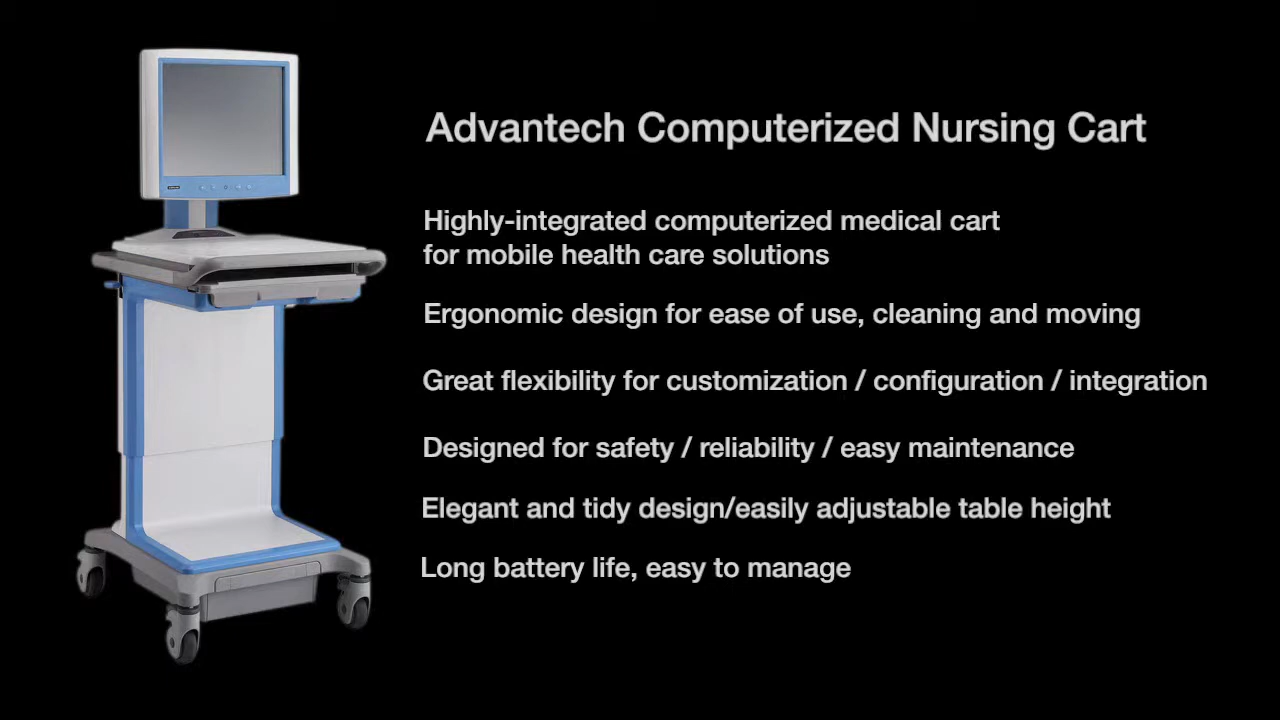 Advantech Computerized Nursing Cart
Highly-integrated computerized medical cart
for mobile health care solutions
Ergonomic design for ease of use, cleaning and moving
Great flexibility for customization / configuration / integration
Designed for safety / reliability / easy maintenance
Elegant and tidy design/easily adjustable table height
Long battery life, easy to manage